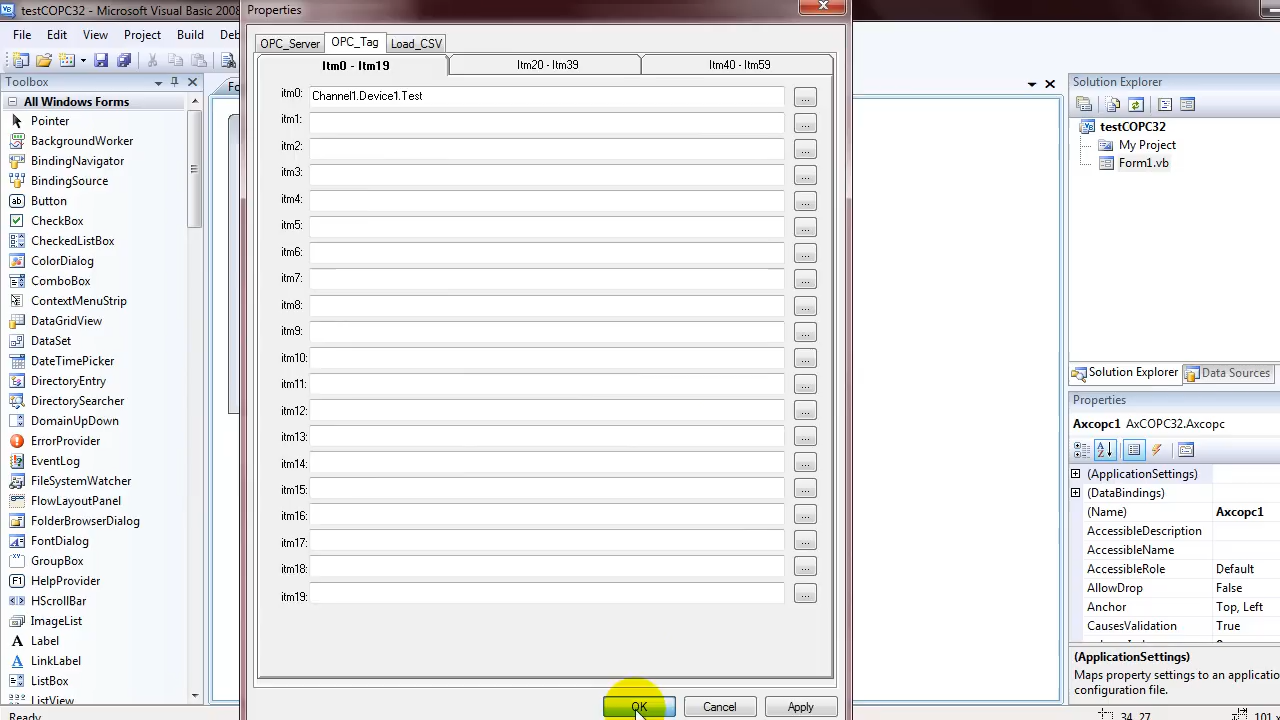 testCOPC32 - Microsoft Visual Basic 2008
Properties
File Edit View Project Build
OPC_Server OPC_Tag Load_CSV
Itm0 - Itm19 Itm20 - Itm39 Itm40 - Itm59
itm0: Channel1.Device1.Test ...
itm1: ...
itm2: ...
itm3: ...
itm4: ...
itm5: ...
itm6: ...
itm7: ...
itm8: ...
itm9: ...
itm10: ...
itm11: ...
itm12: ...
itm13: ...
itm14: ...
itm15: ...
itm16: ...
itm17: ...
itm18: ...
itm19: ...
OK Cancel Apply
Toolbox
All Windows Forms
Pointer
BackgroundWorker
BindingNavigator
BindingSource
Button
CheckBox
CheckedListBox
ColorDialog
ComboBox
ContextMenuStrip
DataGridView
DataSet
DateTimePicker
DirectoryEntry
DirectorySearcher
DomainUpDown
ErrorProvider
EventLog
FileSystemWatcher
FlowLayoutPanel
FolderBrowserDialog
FontDialog
GroupBox
HelpProvider
HScrollBar
ImageList
Label
LinkLabel
ListBox
ListView
Ready
Solution Explorer
testCOPC32
My Project
Form1.vb
Solution Explorer Data Sources
Properties
Axcopc1 AxCOPC32.Axcopc
(ApplicationSettings)
(DataBindings)
(Name) Axcopc1
AccessibleDescription
AccessibleName
AccessibleRole Default
AllowDrop False
Anchor Top, Left
CausesValidation True
(ApplicationSettings)
Maps property settings to an application
configuration file.
34, 27 101